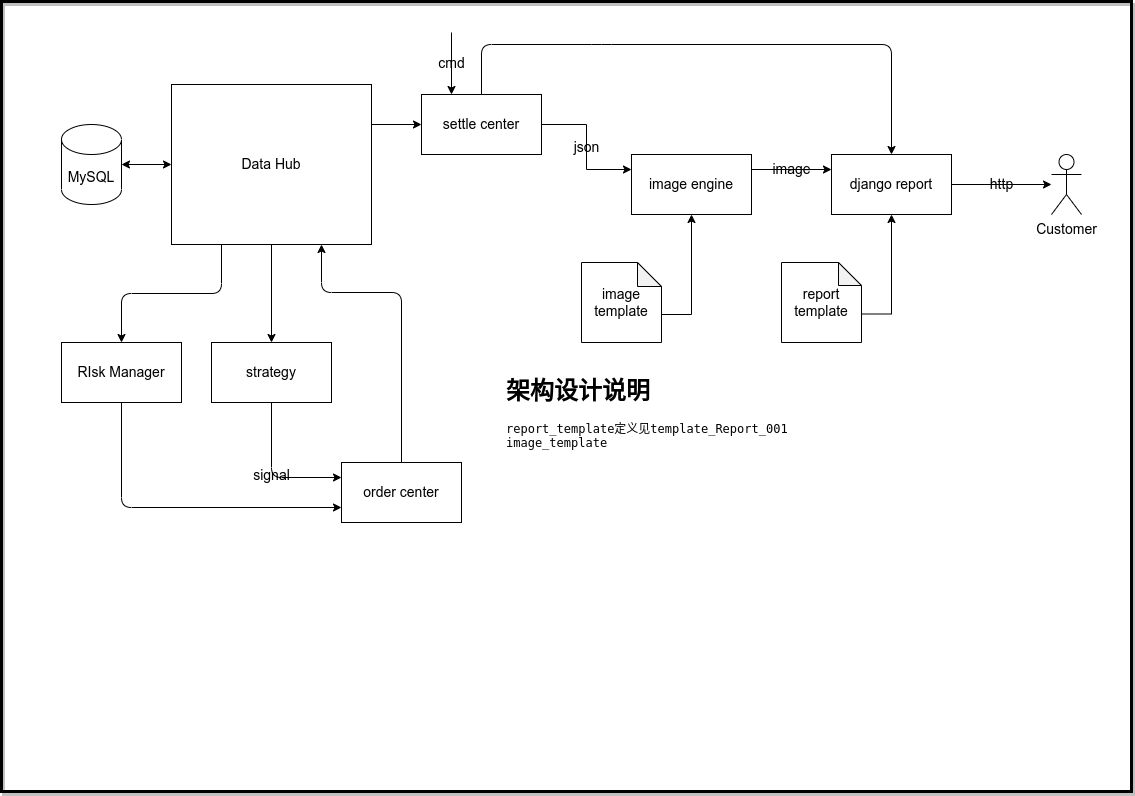 cmd
settle center
Data Hub
MySQL
json
image engine
image
django report
http
Customer
image
template
report
template
RIsk Manager
strategy
架构设计说明
report_template定义见template_Report_001
image_template
signal
order center